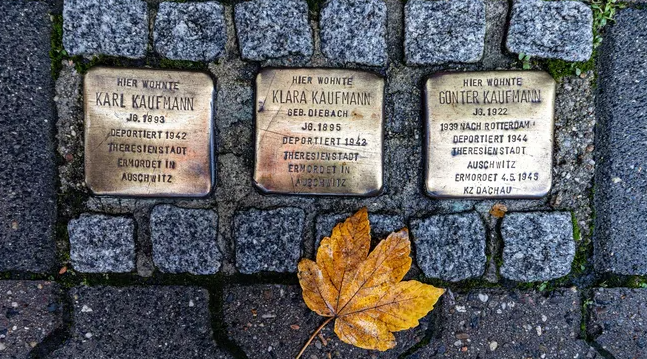 HIER WOHNTE
KARL KAUFMANN
JG. 1893
DEPORTIERT 1942
THERESIENSTADT
ERMORDET IN
AUSCHWITZ
HIER WOHNTE
KLARA KAUFMANN
GEB. DIEBACH
JG. 1895
DEPORTIERT 1942
THERESIENSTADT
ERMORDET IN
AUSCHWITZ
HIER WOHNTE
GÜNTER KAUFMANN
JG. 1922
1939 NACH ROTTERDAM
DEPORTIERT 1944
THERESIENSTADT
AUSCHWITZ
ERMORDET 4.5.1945
KZ DACHAU